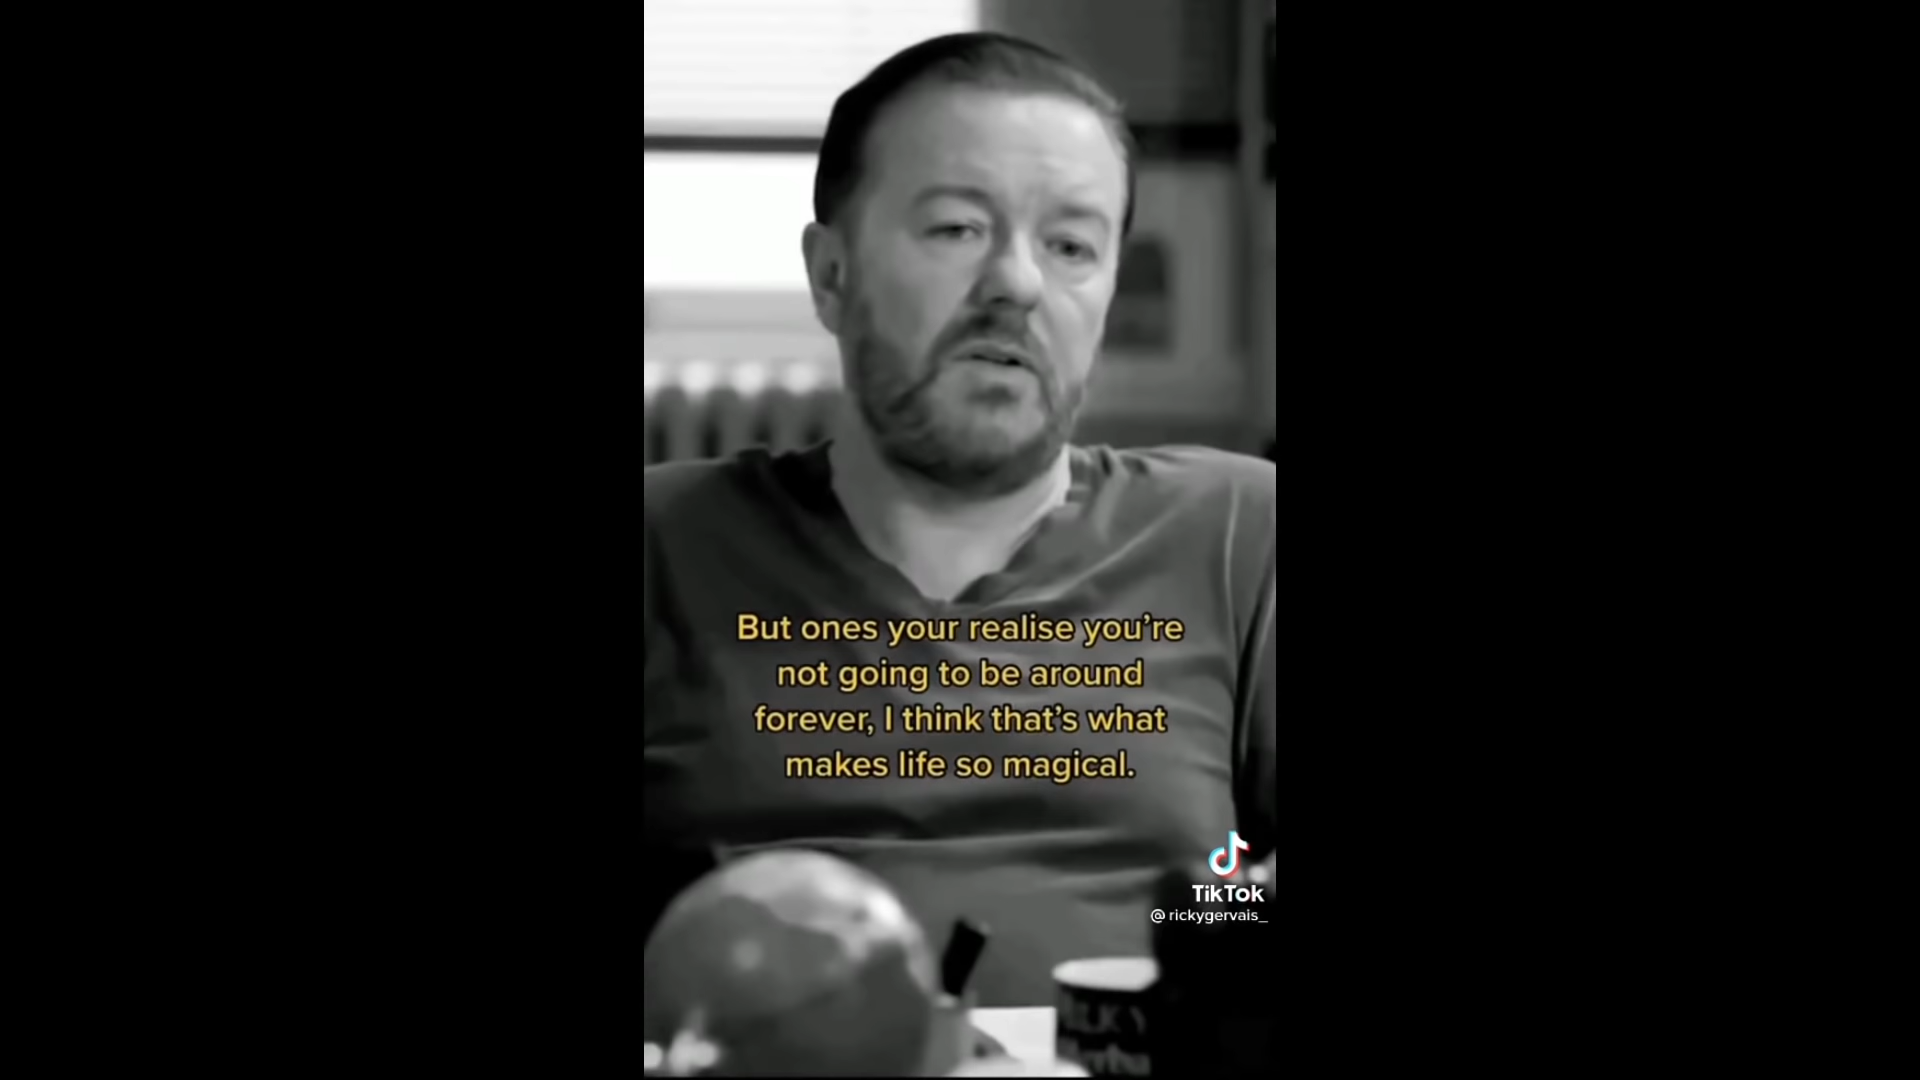 But ones your realise you're
not going to be around
forever, I think that's what
makes life so magical.
TikTok
@rickygervais_